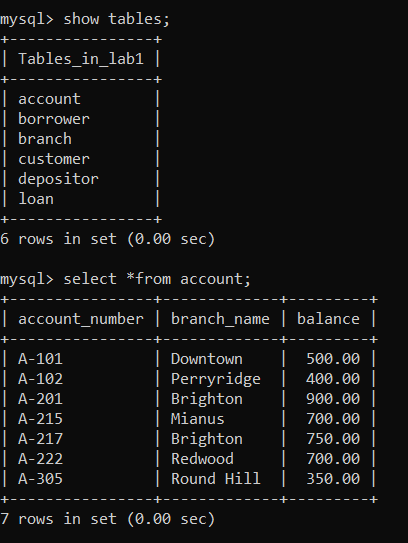 mysql> show tables;
+----------------+
| Tables_in_lab1 |
+----------------+
| account        |
| borrower       |
| branch         |
| customer       |
| depositor      |
| loan           |
+----------------+
6 rows in set (0.00 sec)

mysql> select *from account;
+----------------+-------------+---------+
| account_number | branch_name | balance |
+----------------+-------------+---------+
| A-101          | Downtown    |  500.00 |
| A-102          | Perryridge  |  400.00 |
| A-201          | Brighton    |  900.00 |
| A-215          | Mianus      |  700.00 |
| A-217          | Brighton    |  750.00 |
| A-222          | Redwood     |  700.00 |
| A-305          | Round Hill  |  350.00 |
+----------------+-------------+---------+
7 rows in set (0.00 sec)